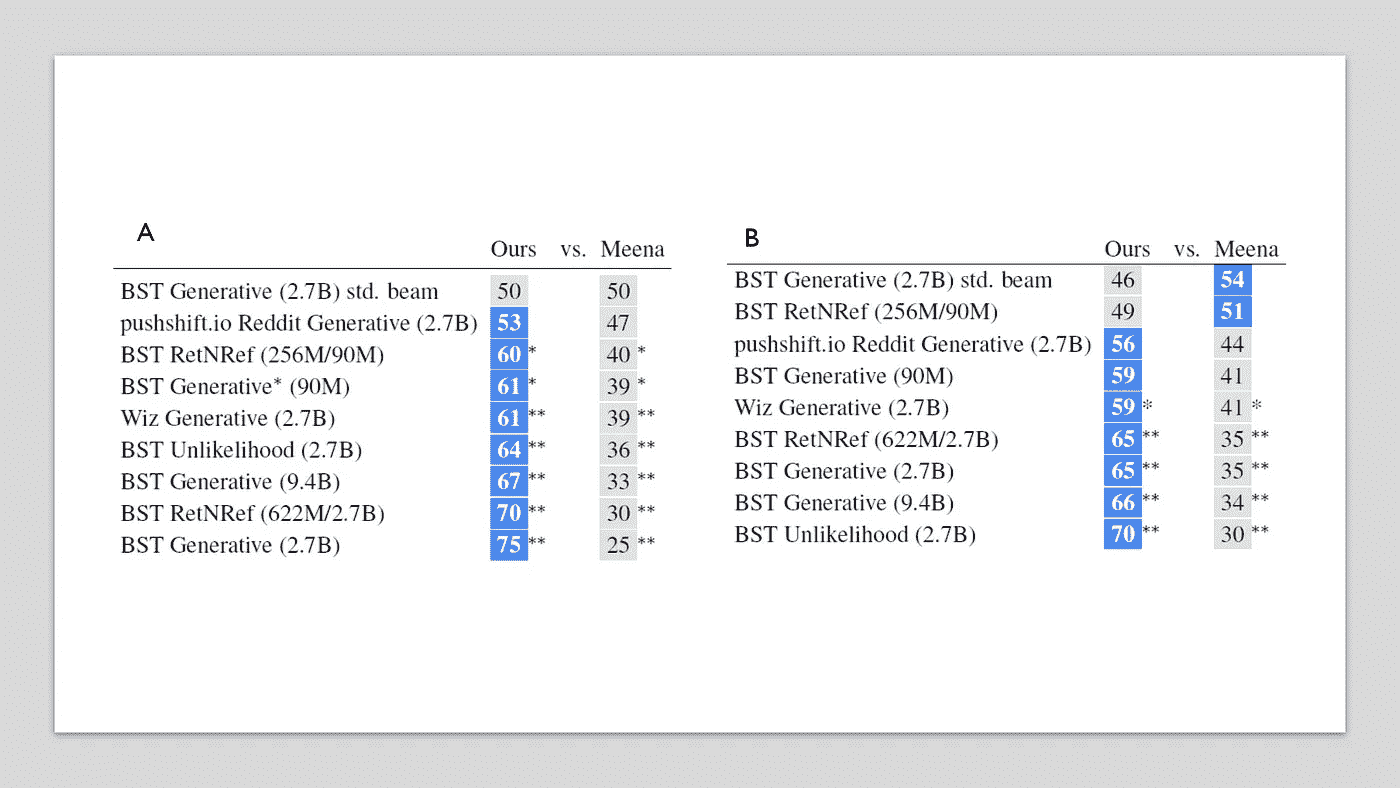 A
Ours vs. Meena
BST Generative (2.7B) std. beam 50 50
pushshift.io Reddit Generative (2.7B) 53 47
BST RetNRef (256M/90M) 60 * 40 *
BST Generative* (90M) 61 * 39 *
Wiz Generative (2.7B) 61 ** 39 **
BST Unlikelihood (2.7B) 64 ** 36 **
BST Generative (9.4B) 67 ** 33 **
BST RetNRef (622M/2.7B) 70 ** 30 **
BST Generative (2.7B) 75 ** 25 **
B
Ours vs. Meena
BST Generative (2.7B) std. beam 46 54
BST RetNRef (256M/90M) 49 51
pushshift.io Reddit Generative (2.7B) 56 44
BST Generative (90M) 59 41
Wiz Generative (2.7B) 59 * 41 *
BST RetNRef (622M/2.7B) 65 ** 35 **
BST Generative (2.7B) 65 ** 35 **
BST Generative (9.4B) 66 ** 34 **
BST Unlikelihood (2.7B) 70 ** 30 **